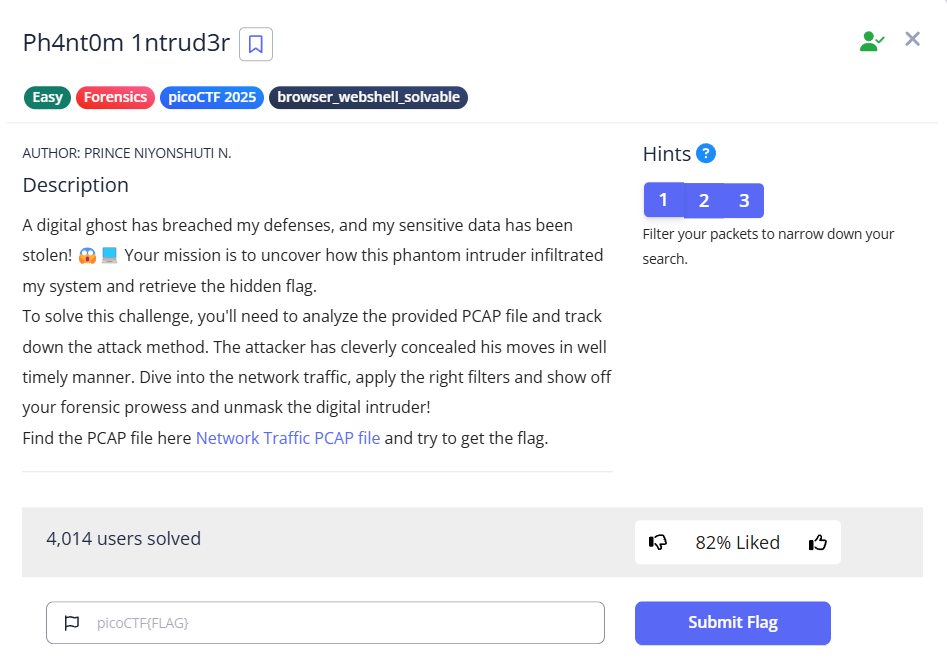 Ph4nt0m 1ntrud3r
Easy Forensics picoCTF 2025 browser_webshell_solvable
AUTHOR: PRINCE NIYONSHUTI N.
Description
A digital ghost has breached my defenses, and my sensitive data has been
stolen! 😱💻 Your mission is to uncover how this phantom intruder infiltrated
my system and retrieve the hidden flag.
To solve this challenge, you'll need to analyze the provided PCAP file and track
down the attack method. The attacker has cleverly concealed his moves in well
timely manner. Dive into the network traffic, apply the right filters and show off
your forensic prowess and unmask the digital intruder!
Find the PCAP file here Network Traffic PCAP file and try to get the flag.
Hints ?
1 2 3
Filter your packets to narrow down your
search.
4,014 users solved
82% Liked
picoCTF{FLAG}
Submit Flag